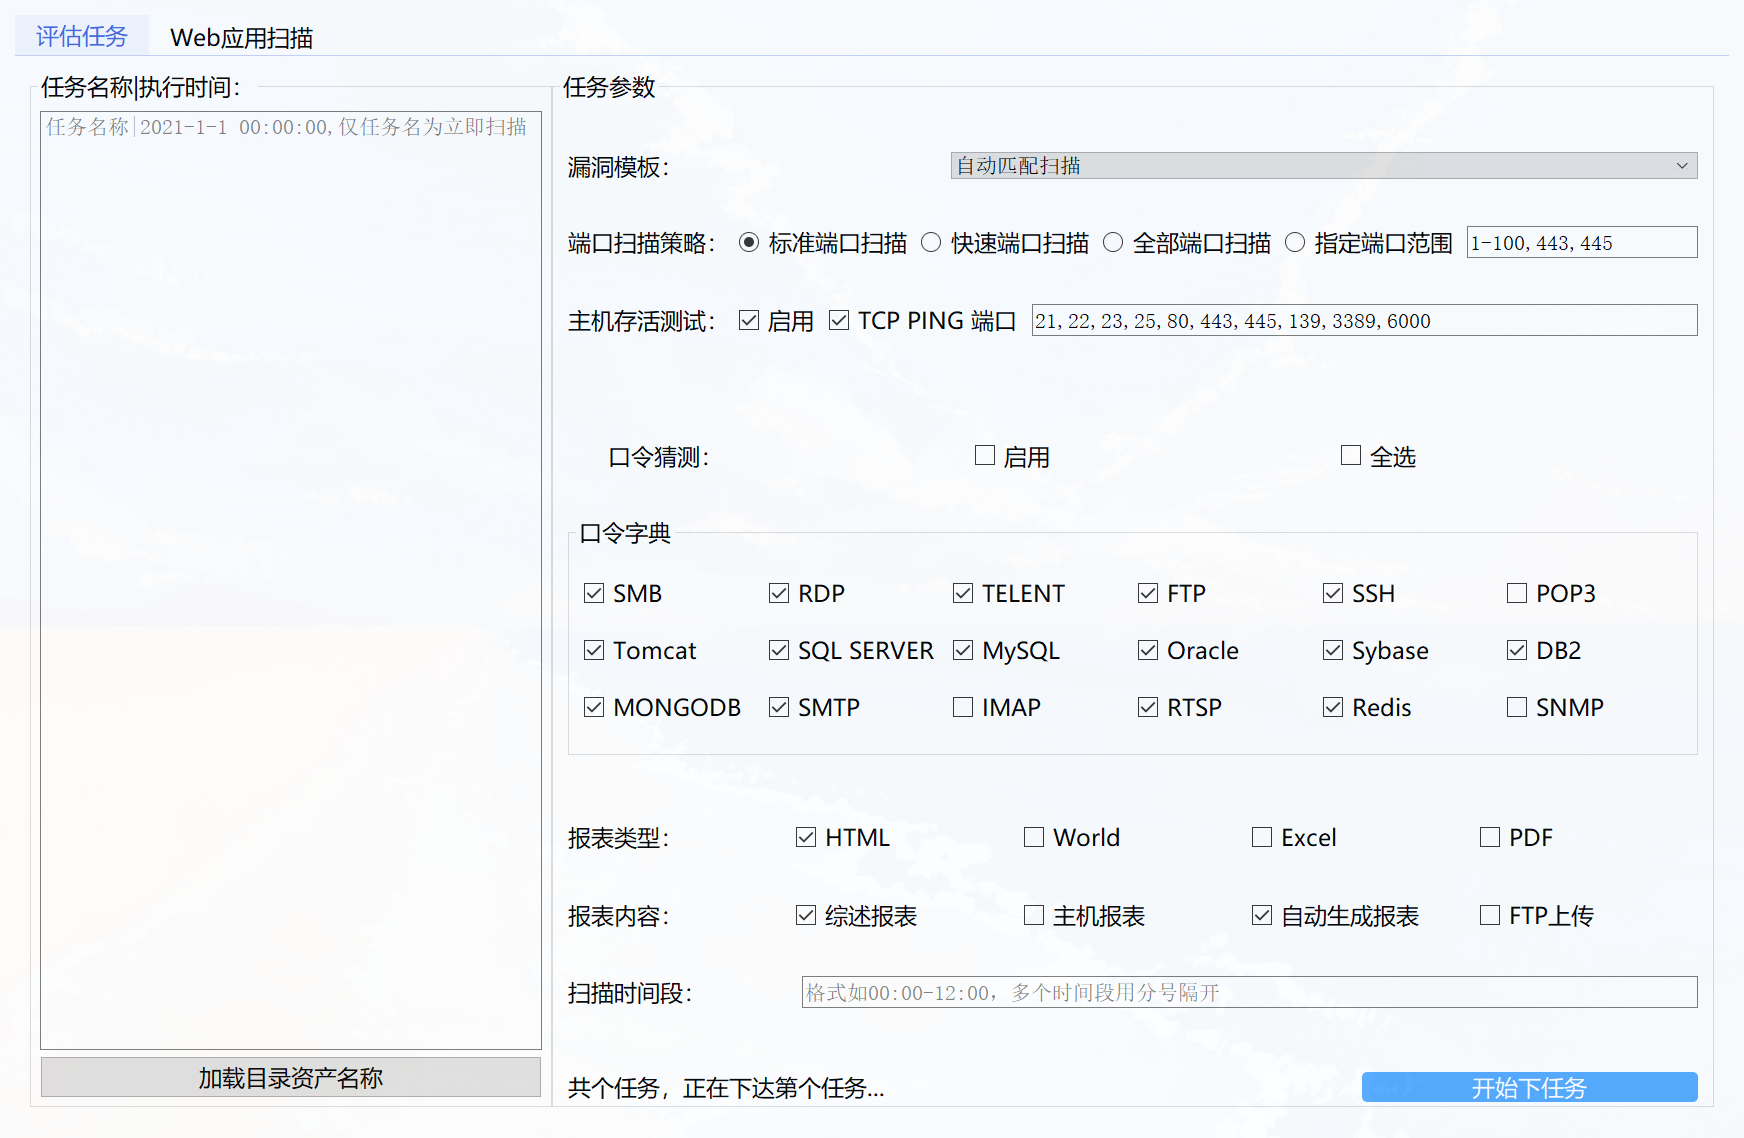 评估任务 Web应用扫描
任务名称|执行时间：
任务名称|2021-1-1 00:00:00,仅任务名为立即扫描
加载目录资产名称
任务参数
漏洞模板： 自动匹配扫描
端口扫描策略： 标准端口扫描 快速端口扫描 全部端口扫描 指定端口范围 1-100,443,445
主机存活测试： 启用 TCP PING 端口 21,22,23,25,80,443,445,139,3389,6000
口令猜测： 启用 全选
口令字典
SMB RDP TELENT FTP SSH POP3
Tomcat SQL SERVER MySQL Oracle Sybase DB2
MONGODB SMTP IMAP RTSP Redis SNMP
报表类型： HTML World Excel PDF
报表内容： 综述报表 主机报表 自动生成报表 FTP上传
扫描时间段： 格式如00:00-12:00，多个时间段用分号隔开
共个任务，正在下达第个任务... 开始下任务